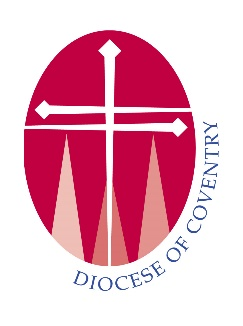 DIOCESE OF COVENTRY